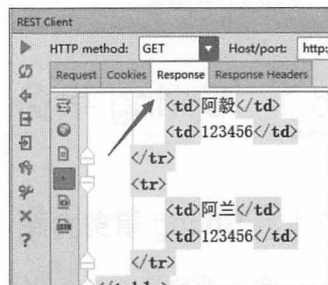 REST Client
HTTP method: GET Host/port: http:
Request Cookies Response Response Headers
<td>阿毅</td>
<td>123456</td>
</tr>
<tr>
<td>阿兰</td>
<td>123456</td>
</tr>